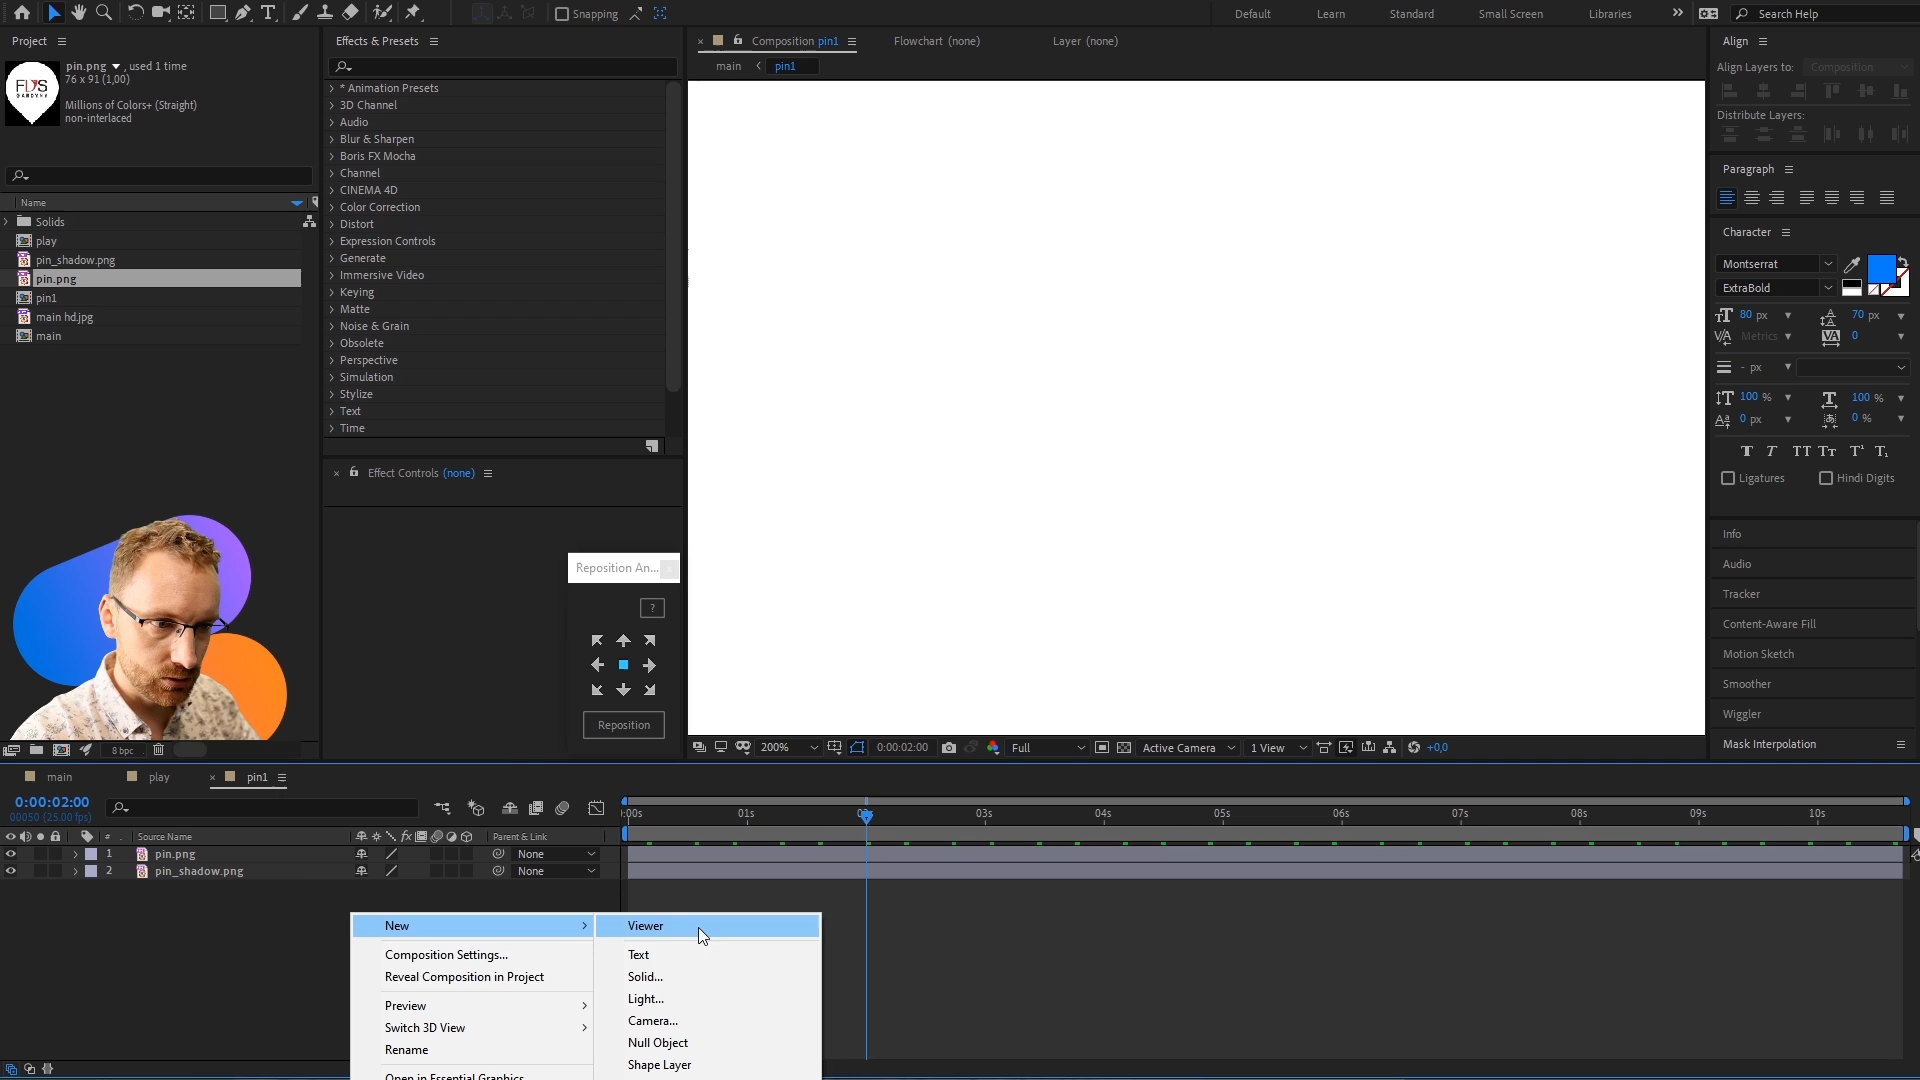 Snapping
Default
Learn
Standard
Small Screen
Libraries
Search Help
Project
pin.png , used 1 time
76 x 91 (1,00)
Millions of Colors+ (Straight)
non-interlaced
Name
Solids
play
pin_shadow.png
pin.png
pin1
main hd.jpg
main
8 bpc
Effects & Presets
* Animation Presets
3D Channel
Audio
Blur & Sharpen
Boris FX Mocha
Channel
CINEMA 4D
Color Correction
Distort
Expression Controls
Generate
Immersive Video
Keying
Matte
Noise & Grain
Obsolete
Perspective
Simulation
Stylize
Text
Time
Effect Controls (none)
Reposition An...
?
Reposition
Composition pin1
Flowchart (none)
Layer (none)
main
pin1
200%
0:00:02:00
Full
Active Camera
1 View
+0,0
Align
Align Layers to: Composition
Distribute Layers:
Paragraph
Character
Montserrat
ExtraBold
80 px
70 px
Metrics
0
- px
100 %
100 %
0 px
0 %
Ligatures
Hindi Digits
Info
Audio
Tracker
Content-Aware Fill
Motion Sketch
Smoother
Wiggler
Mask Interpolation
main
play
pin1
0:00:02:00
00050 (25.00 fps)
# Source Name
Parent & Link
1 pin.png None
2 pin_shadow.png None
:00s 01s 03s 04s 05s 06s 07s 08s 09s 10s
New
Composition Settings...
Reveal Composition in Project
Preview
Switch 3D View
Rename
Open in Essential Graphics
Viewer
Text
Solid...
Light...
Camera...
Null Object
Shape Layer